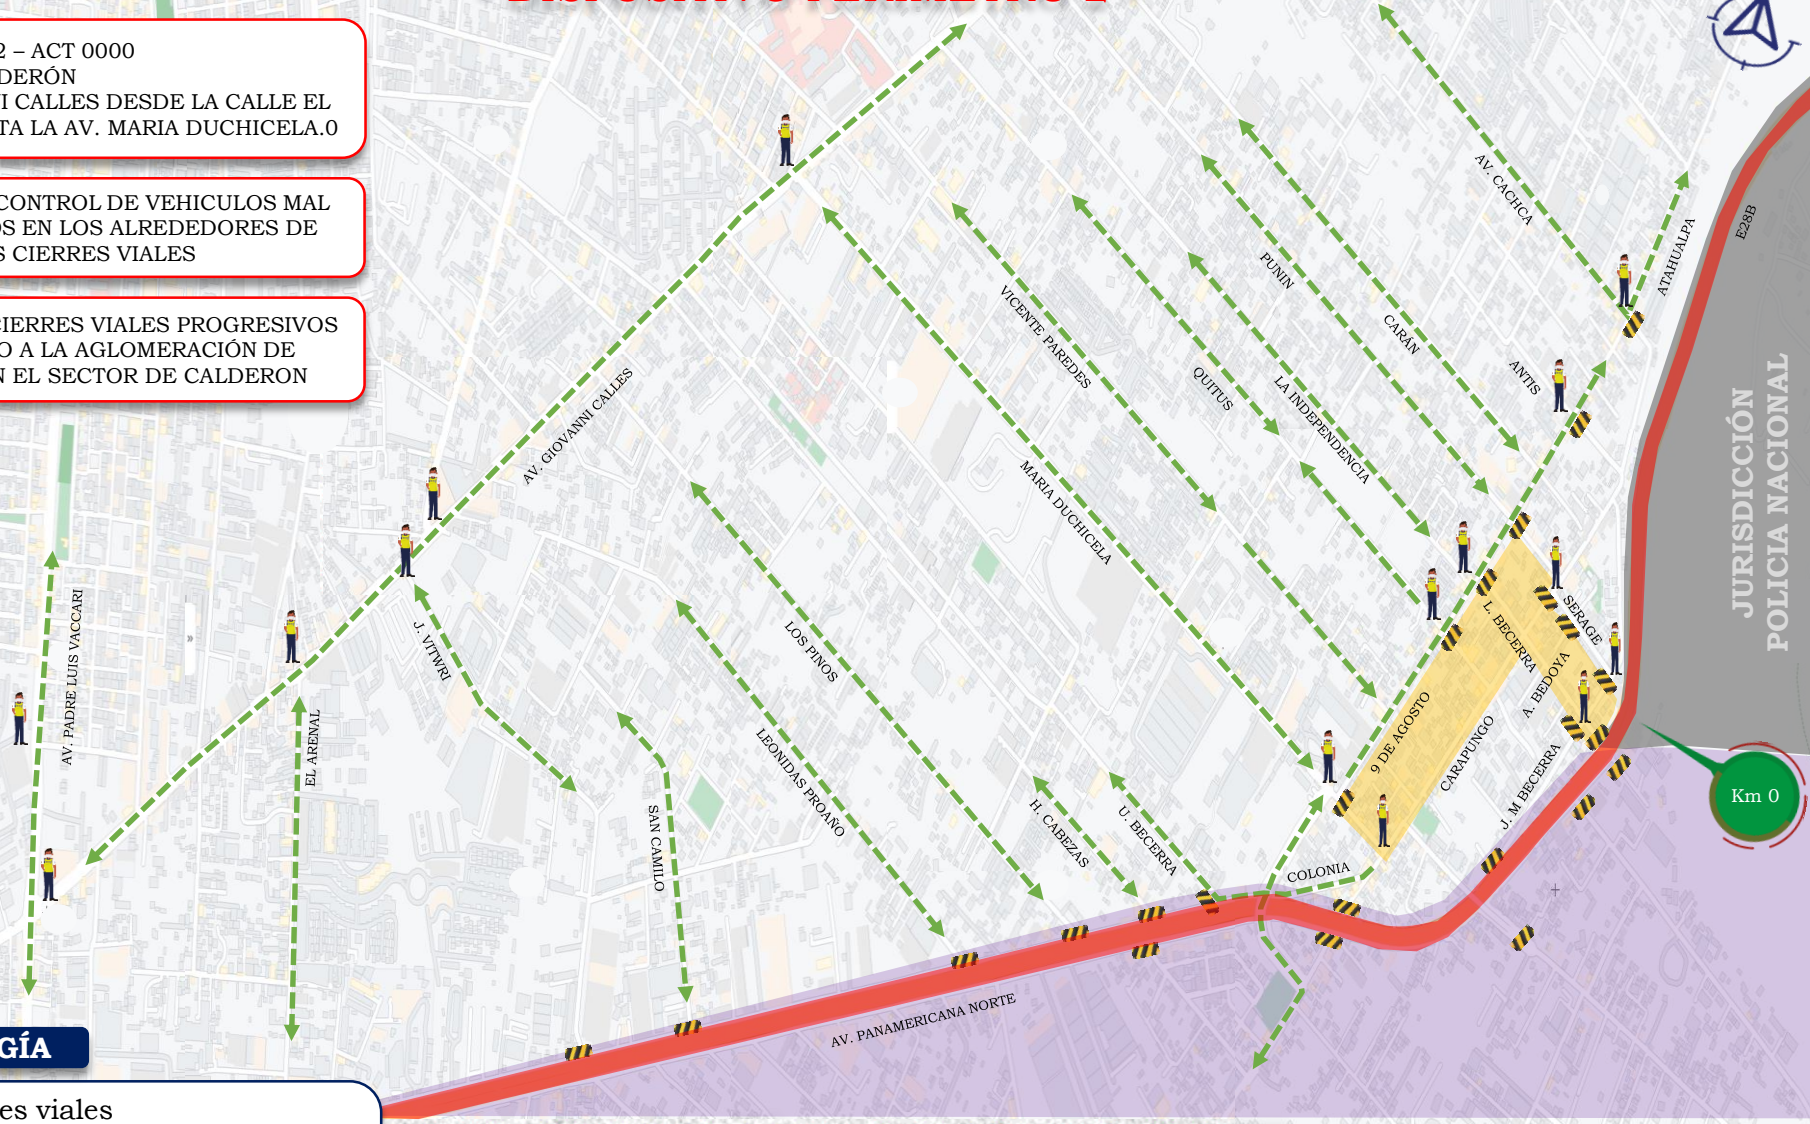 2 – ACT 0000
DERÓN
I CALLES DESDE LA CALLE EL
TA LA AV. MARIA DUCHICELA.0
CONTROL DE VEHICULOS MAL
OS EN LOS ALREDEDORES DE
S CIERRES VIALES
CIERRES VIALES PROGRESIVOS
O A LA AGLOMERACIÓN DE
N EL SECTOR DE CALDERON
AV. CACHCA
ATAHUALPA
E28B
PUNIN
CARÁN
ANTIS
VICENTE PAREDES
QUITUS
LA INDEPENDENCIA
AV. GIOVANNI CALLES
MARIA DUCHICELA
JURISDICCIÓN
POLICIA NACIONAL
AV. PADRE LUIS VACCARI
J. VITWRI
LOS PINOS
L. BECERRA
SERAGE
A. BEDOYA
9 DE AGOSTO
CARAPUNGO
J. M BECERRA
EL ARENAL
LEONIDAS PROAÑO
SAN CAMILO
H. CABEZAS
U. BECERRA
COLONIA
Km 0
AV. PANAMERICANA NORTE
GÍA
es viales